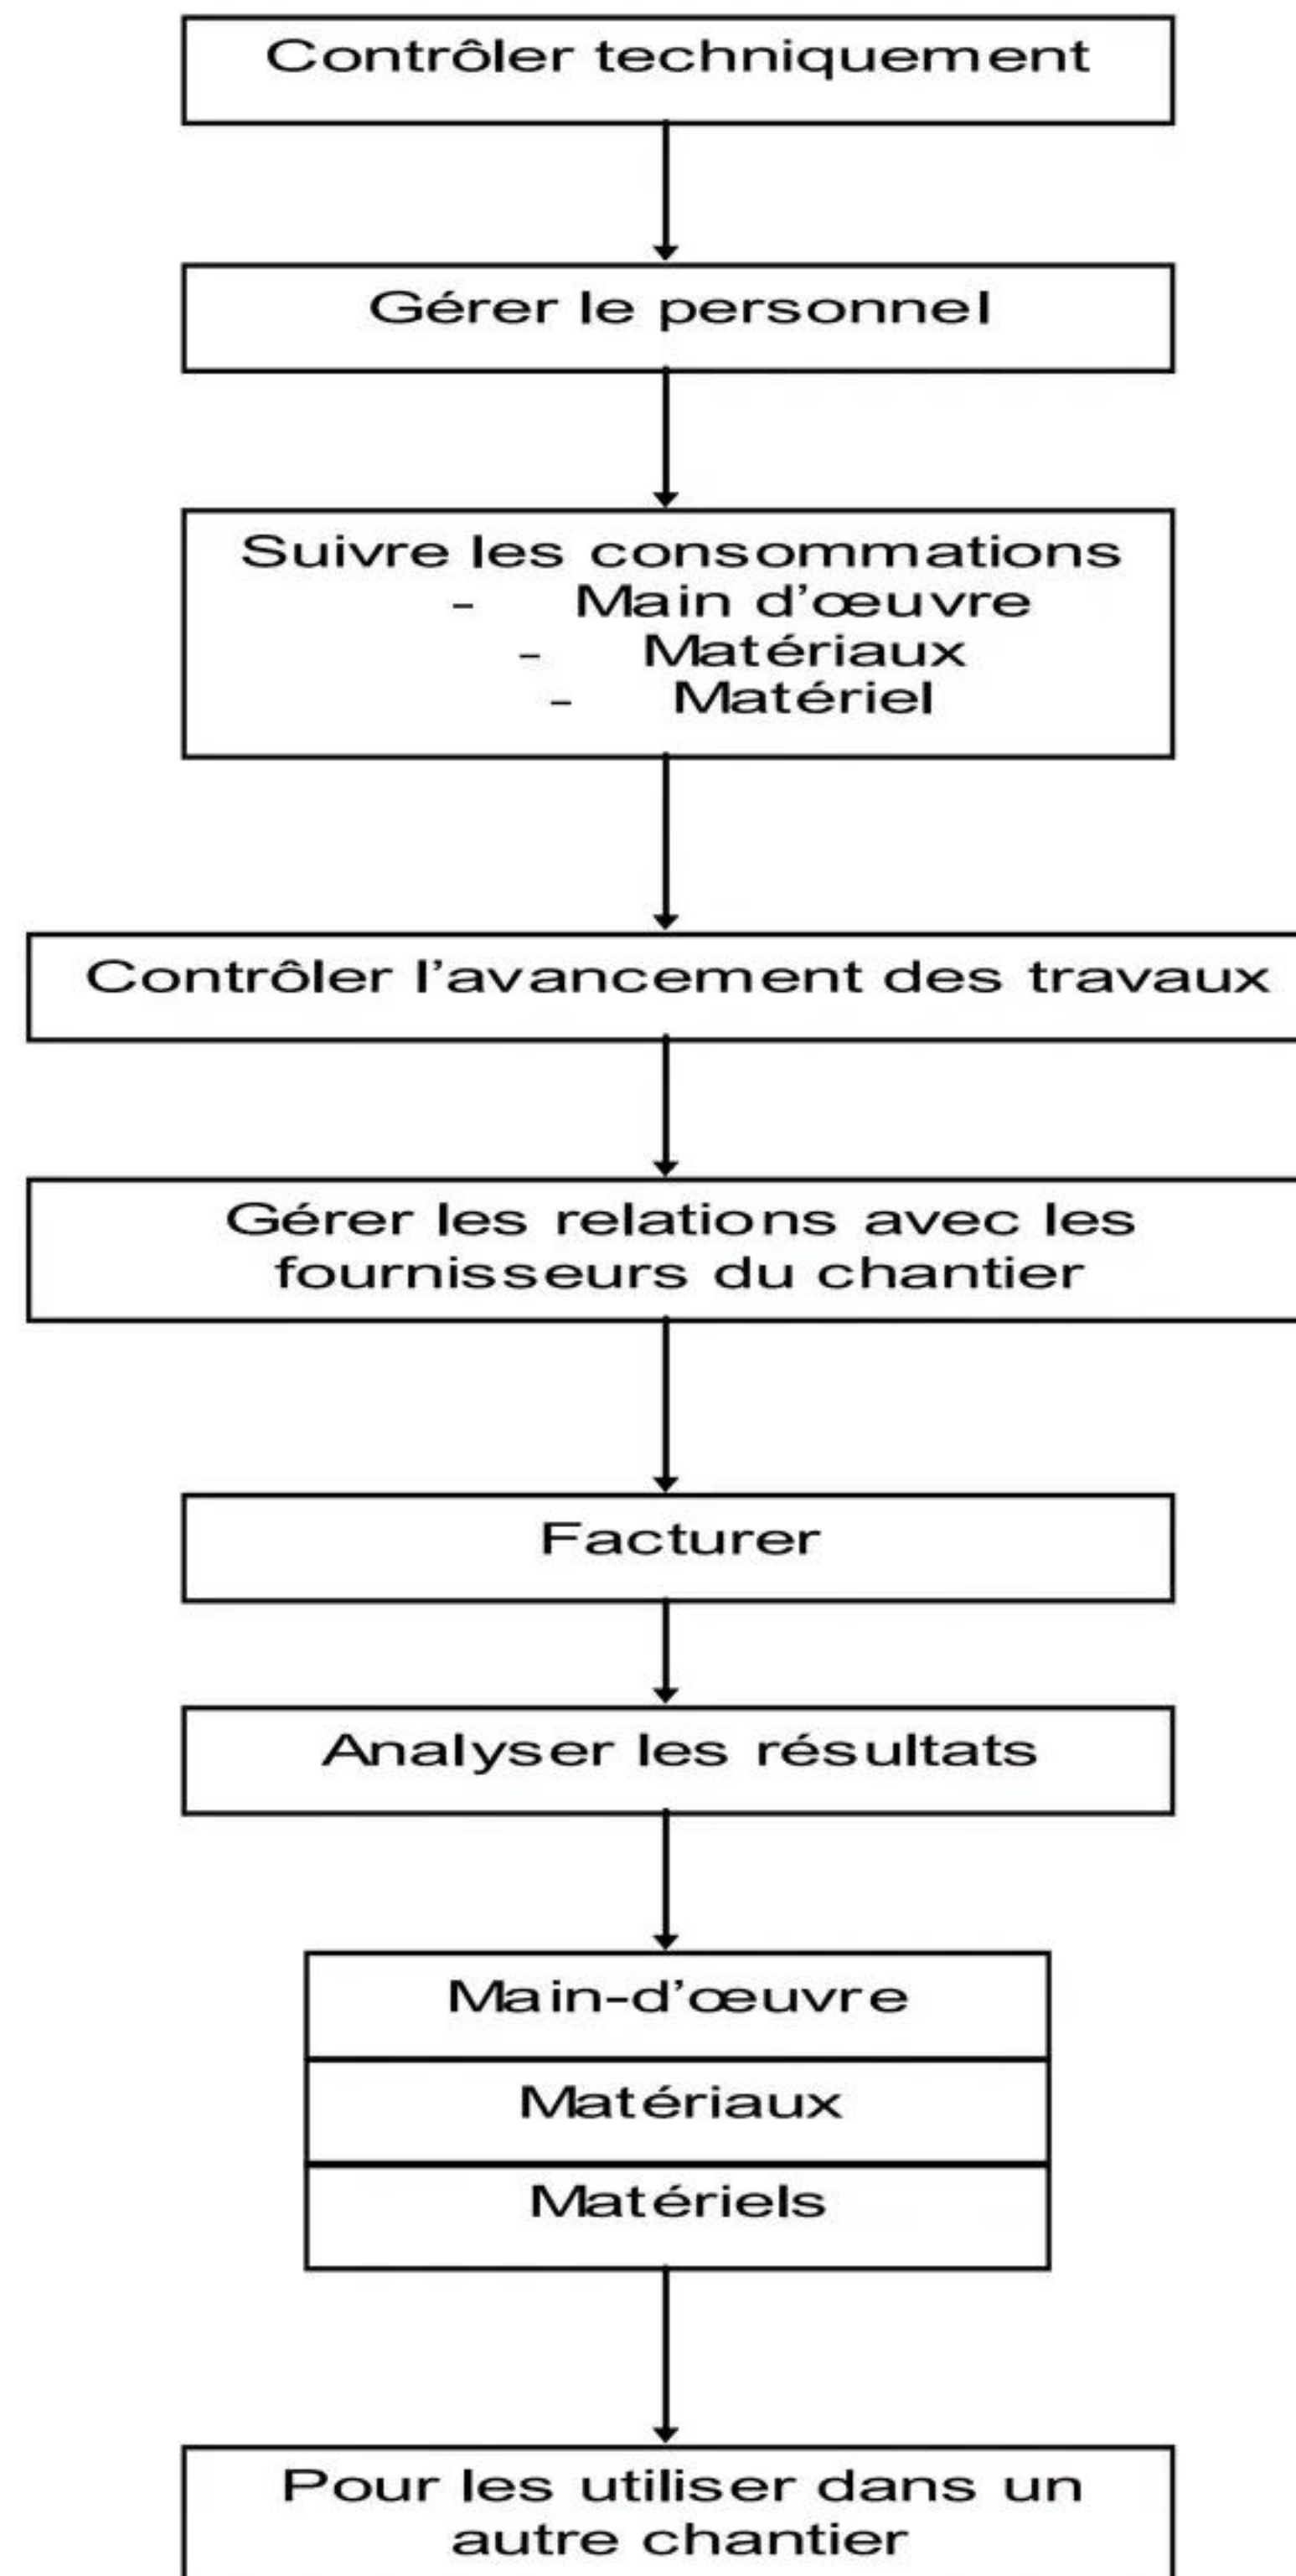 Contrôler techniquement
Gérer le personnel
Suivre les consommations
- Main d’œuvre
- Matériaux
- Matériel
Contrôler l’avancement des travaux
Gérer les relations avec les
fournisseurs du chantier
Facturer
Analyser les résultats
Main-d’œuvre
Matériaux
Matériels
Pour les utiliser dans un
autre chantier